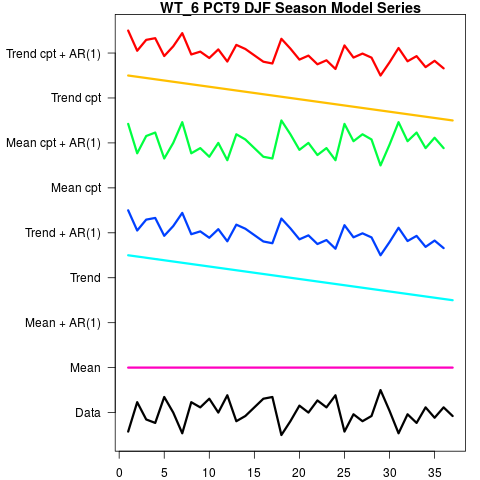 WT_6 PCT9 DJF Season Model Series
Trend cpt + AR(1)
Trend cpt
Mean cpt + AR(1)
Mean cpt
Trend + AR(1)
Trend
Mean + AR(1)
Mean
Data
0 5 10 15 20 25 30 35